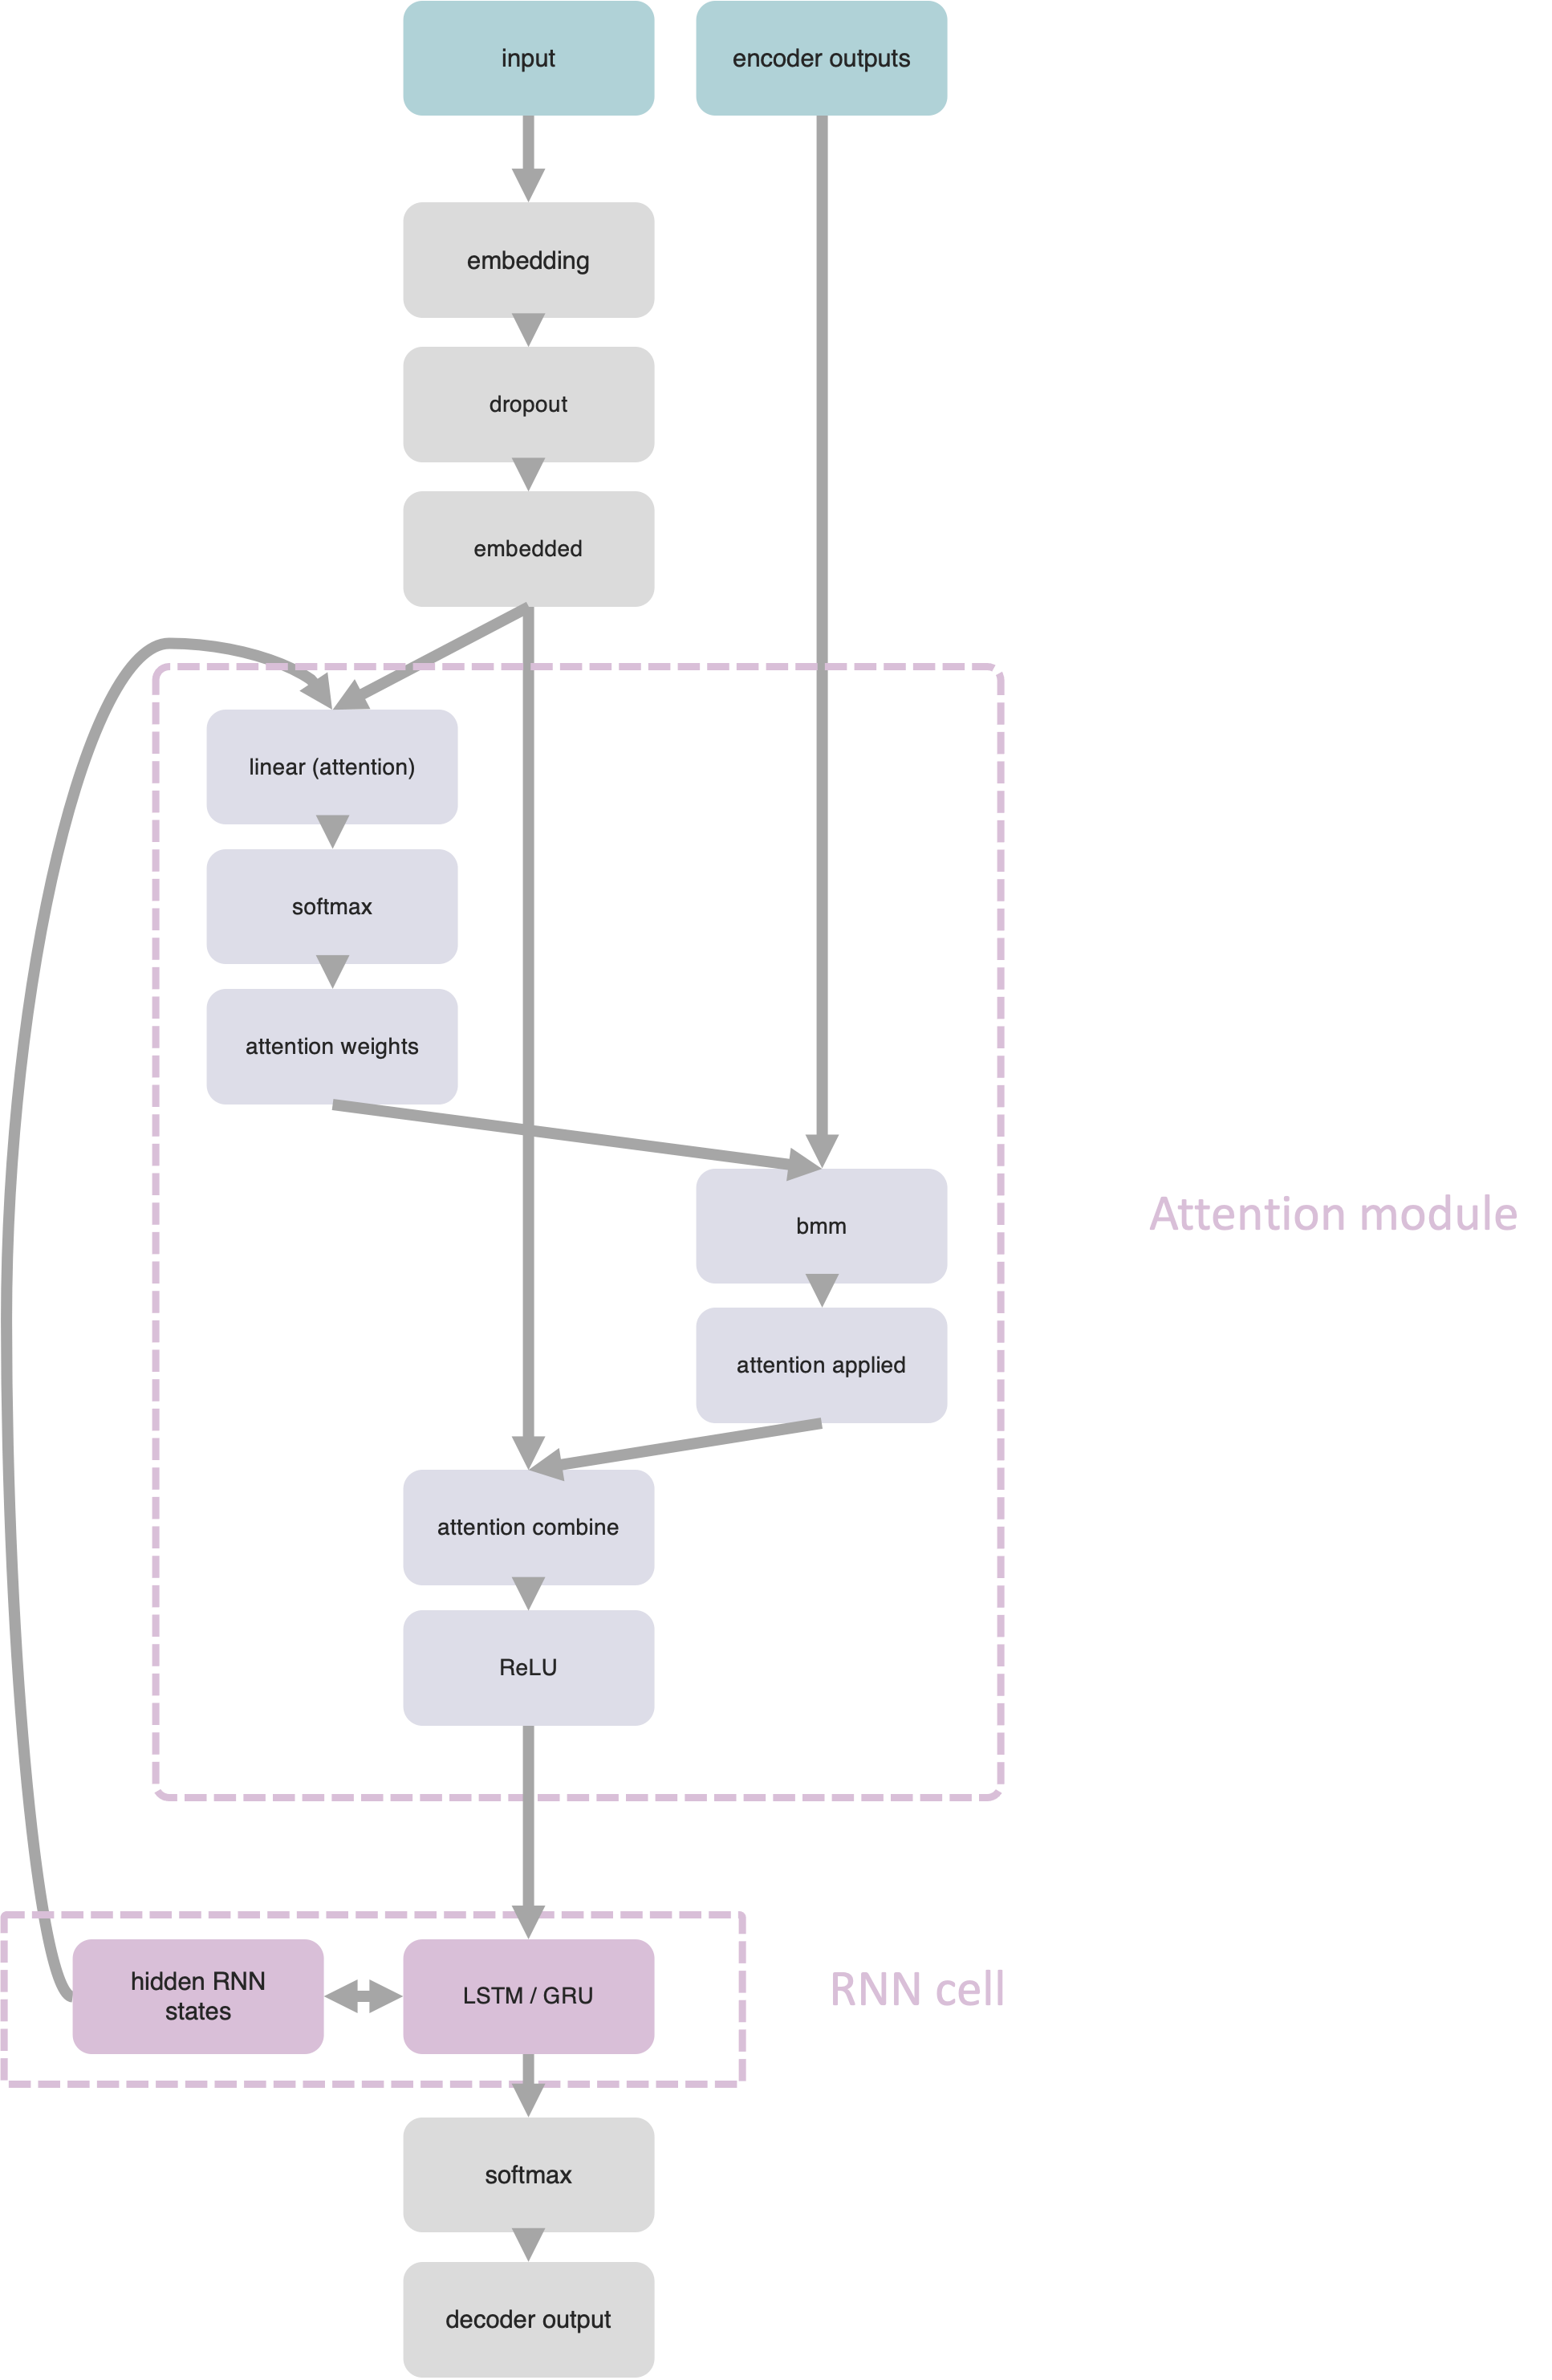 input
encoder outputs
embedding
dropout
embedded
linear (attention)
softmax
attention weights
bmm
Attention module
attention applied
attention combine
ReLU
hidden RNN
states
LSTM / GRU
RNN cell
softmax
decoder output